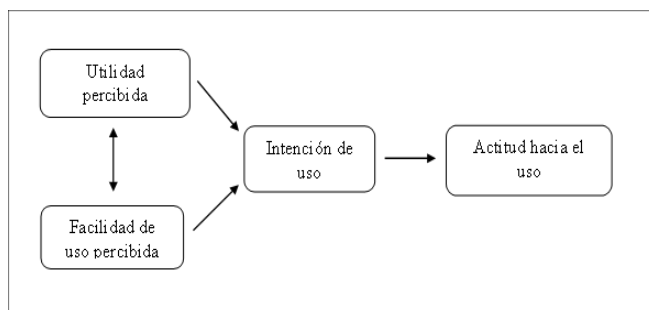 Utilidad
percibida
Intención de
uso
Actitud hacia el
uso
Facilidad de
uso percibida